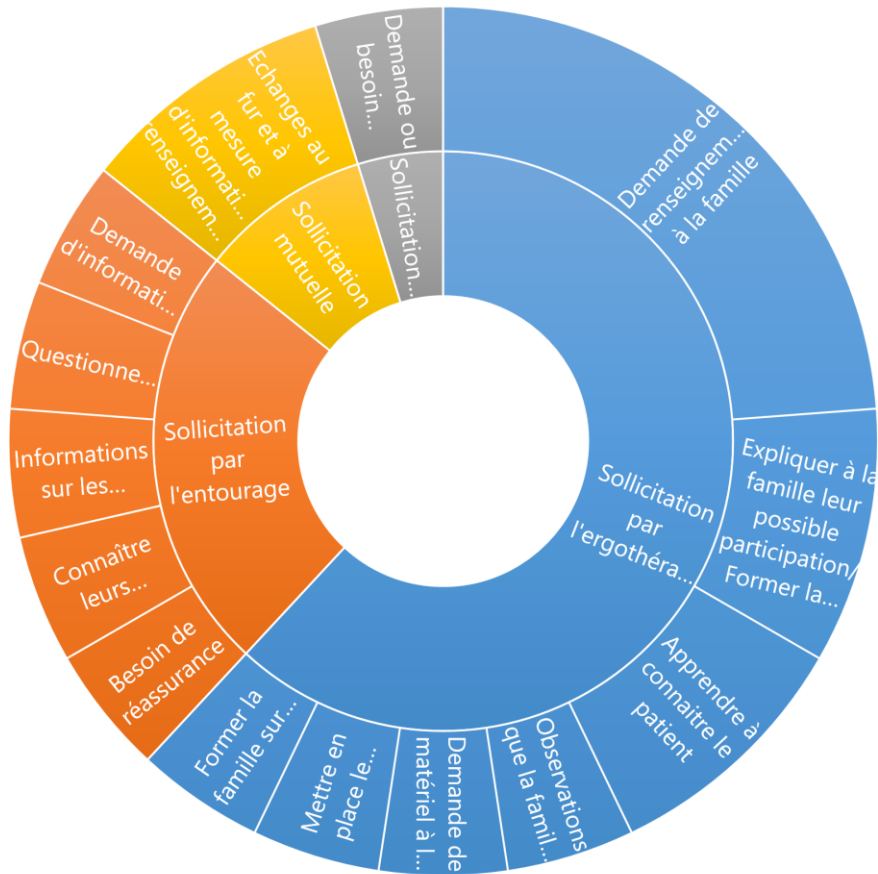 Demande de
renseignem...
à la famille
Expliquer à la
famille leur
possible
participation/
Former la...
Apprendre à
connaitre le
patient
Observations
que la famil...
Demande de
matériel à l...
Mettre en
place le...
Former la
famille sur...
Besoin de
réassurance
Connaître
leurs...
Informations
sur les...
Questionne...
Demande
d'informati...
Echanges au
fur et à
mesure
d'informati...
renseignem...
Demande ou
besoin...
Sollicitation
par
l'ergothéra...
Sollicitation
par
l'entourage
Sollicitation
mutuelle
Sollicitation...